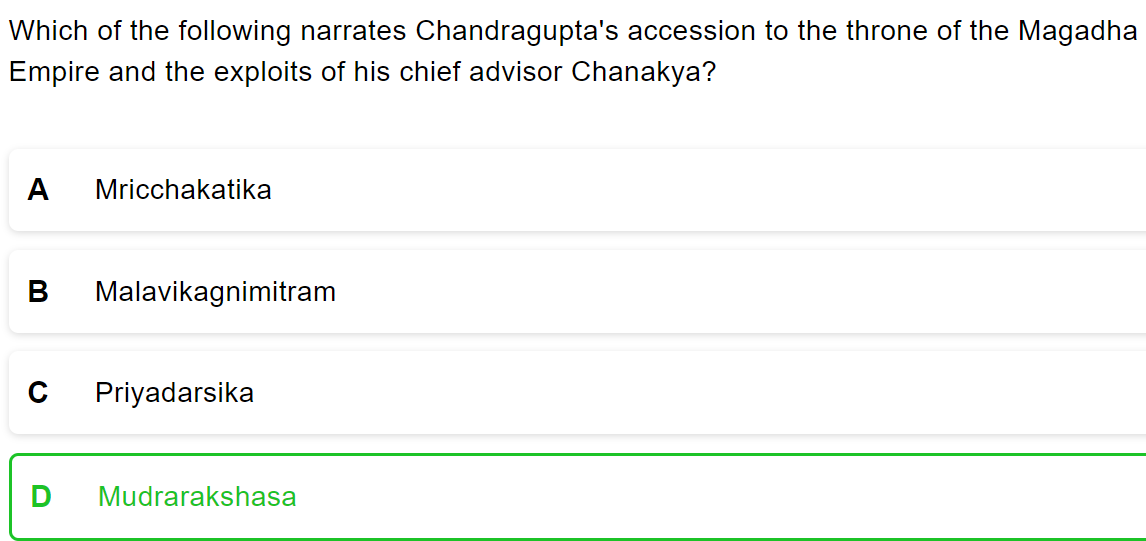 Which of the following narrates Chandragupta's accession to the throne of the Magadha
Empire and the exploits of his chief advisor Chanakya?
A Mricchakatika
B Malavikagnimitram
C Priyadarsika
D Mudrarakshasa